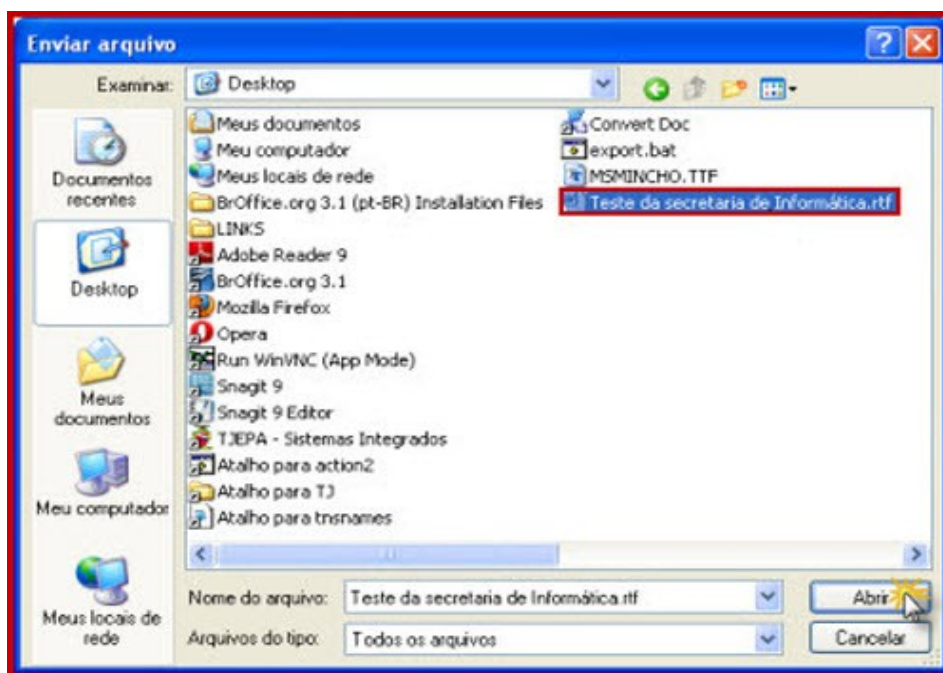 Enviar arquivo
Examinar:
Desktop
Documentos
recentes
Desktop
Meus
documentos
Meu computador
Meus locais de
rede
Meus documentos
Meu computador
Meus locais de rede
BrOffice.org 3.1 (pt-BR) Installation Files
LINKS
Adobe Reader 9
BrOffice.org 3.1
Mozilla Firefox
Opera
Run WinVNC (App Mode)
Snagit 9
Snagit 9 Editor
TJEPA - Sistemas Integrados
Atalho para action2
Atalho para TJ
Atalho para tnsnames
Convert Doc
export.bat
MSMINCHO.TTF
Teste da secretaria de Informática.rtf
Nome do arquivo:
Teste da secretaria de Informática.rtf
Abrir
Arquivos do tipo:
Todos os arquivos
Cancelar